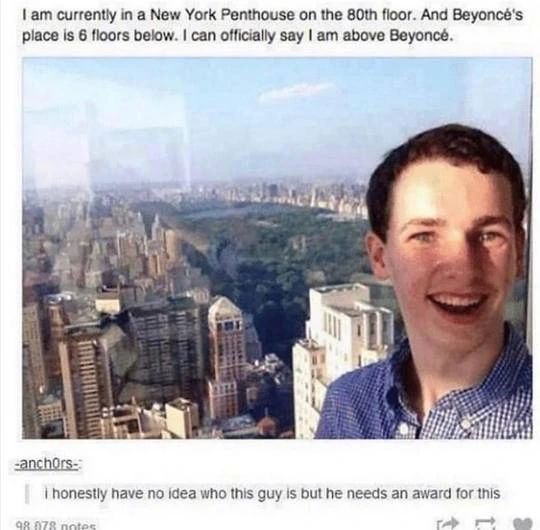 I am currently in a New York Penthouse on the 80th floor. And Beyoncé's
place is 6 floors below. I can officially say I am above Beyoncé.
-anch0rs-:
i honestly have no idea who this guy is but he needs an award for this
98,078 notes